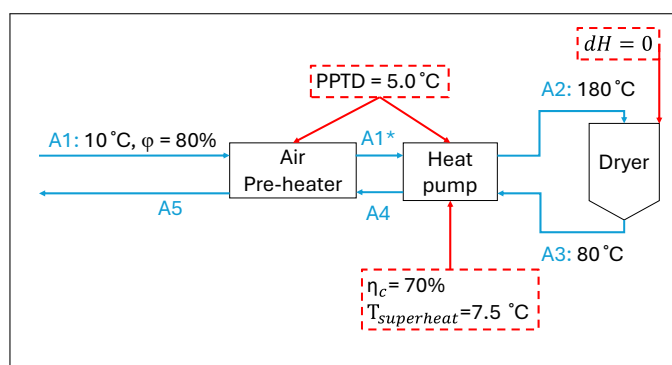 dH = 0
PPTD = 5.0 °C
A2: 180 °C
A1: 10 °C, φ = 80%
A1*
Air
Pre-heater
Heat
pump
Dryer
A5
A4
A3: 80 °C
η_c= 70%
T_superheat=7.5 °C